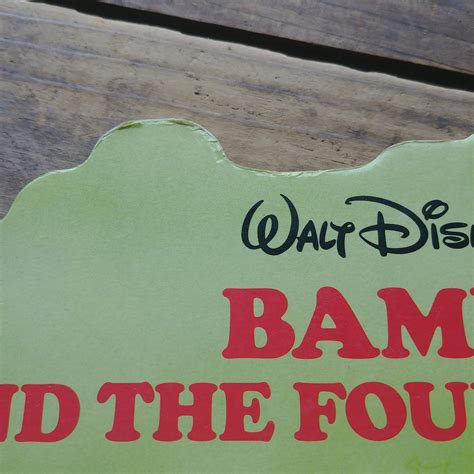 WALT DIS
BAM
ND THE FOU